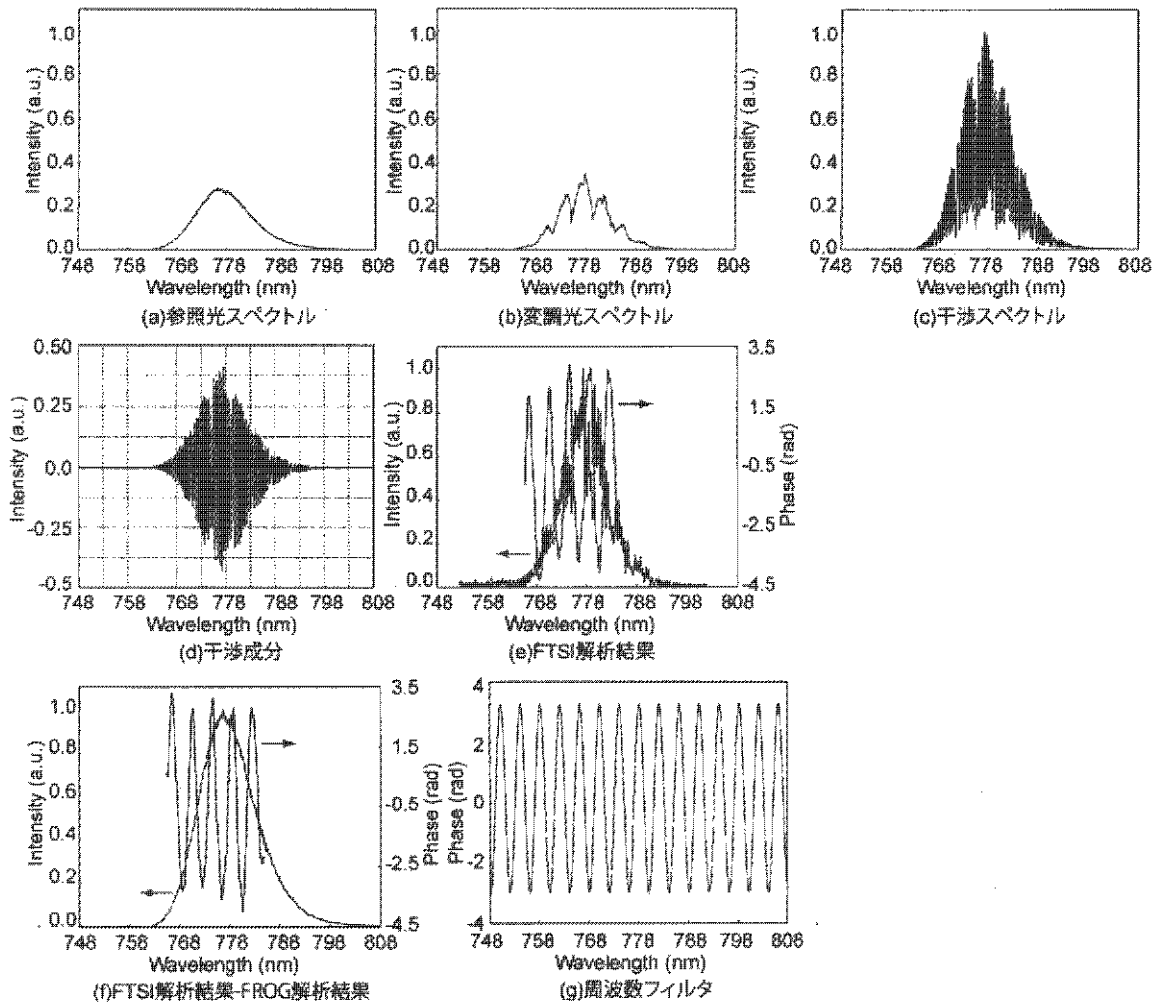 1.0
0.8
0.6
0.4
0.2
0.0
Intensity (a.u.)
748 758 768 778 788 798 808
Wavelength (nm)
(a)参照光スペクトル
1.0
0.8
0.6
0.4
0.2
0.0
Intensity (a.u.)
748 758 768 778 788 798 808
Wavelength (nm)
(b)変調光スペクトル
1.0
0.8
0.6
0.4
0.2
0.0
Intensity (a.u.)
748 758 768 778 788 798 808
Wavelength (nm)
(c)干渉スペクトル
0.50
0.25
0.0
-0.25
-0.5
Intensity (a.u.)
748 758 768 778 788 798 808
Wavelength (nm)
(d)干渉成分
1.0
0.8
0.6
0.4
0.2
0.0
Intensity (a.u.)
3.5
1.5
-0.5
-2.5
-4.5
Phase (rad)
748 758 768 778 788 798 808
Wavelength (nm)
(e)FTSI解析結果
1.0
0.8
0.6
0.4
0.2
0.0
Intensity (a.u.)
3.5
1.5
-0.5
-2.5
-4.5
Phase (rad)
748 758 768 778 788 798 808
Wavelength (nm)
(f)FTSI解析結果-FROG解析結果
4
2
0
-2
-4
Phase (rad)
748 758 768 778 788 798 808
Wavelength (nm)
(g)周波数フィルタ